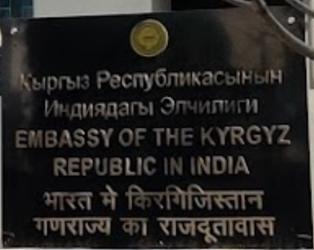 Кыргыз Республикасынын
Индиядагы Элчилиги
EMBASSY OF THE KYRGYZ
REPUBLIC IN INDIA
भारत मे किरगिजिस्तान
गणराज्य का राजदूतावास